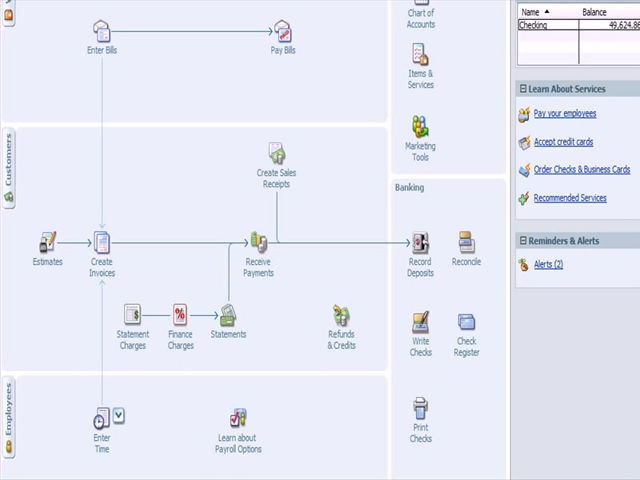 Enter Bills
Pay Bills
Customers
Create Sales
Receipts
Estimates
Create
Invoices
Receive
Payments
Statement
Charges
Finance
Charges
Statements
Refunds
& Credits
Employees
Enter
Time
Learn about
Payroll Options
Chart of
Accounts
Items &
Services
Marketing
Tools
Banking
Record
Deposits
Reconcile
Write
Checks
Check
Register
Print
Checks
Name Balance
Checking 49,624.86
Learn About Services
Pay your employees
Accept credit cards
Order Checks & Business Cards
Recommended Services
Reminders & Alerts
Alerts (2)